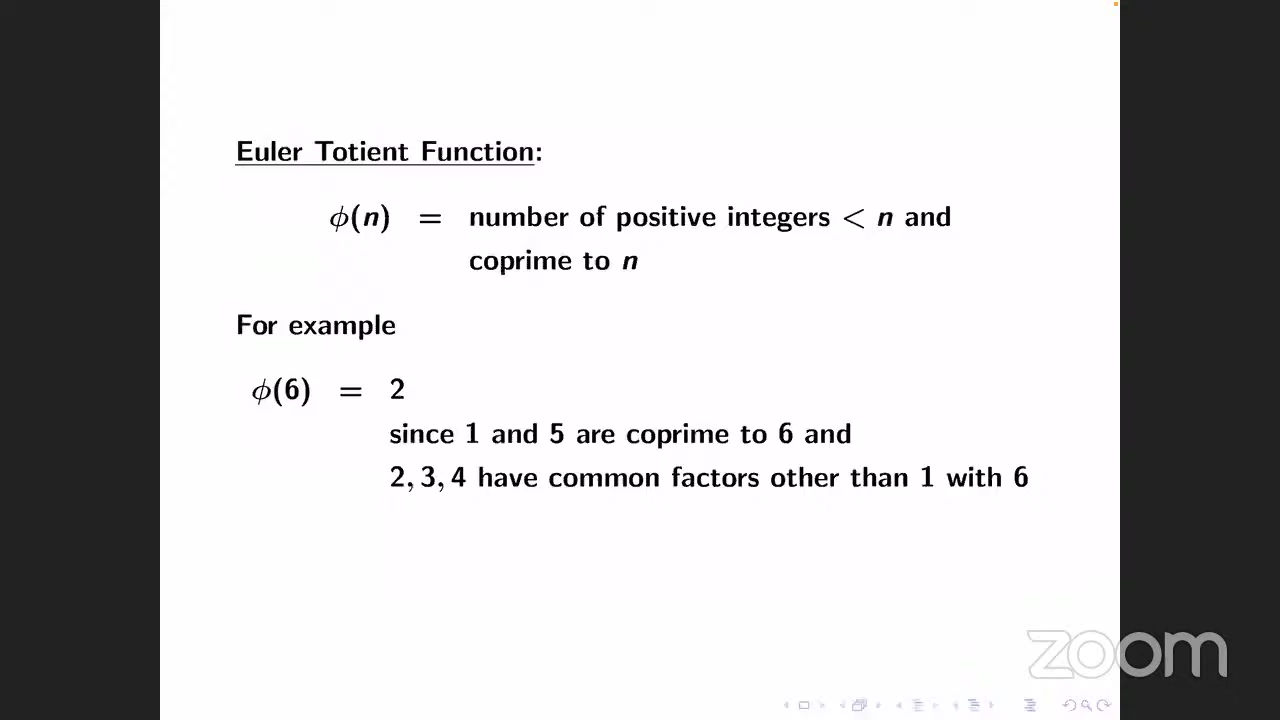 Euler Totient Function:
ϕ(n) = number of positive integers < n and
coprime to n
For example
ϕ(6) = 2
since 1 and 5 are coprime to 6 and
2, 3, 4 have common factors other than 1 with 6
zoom